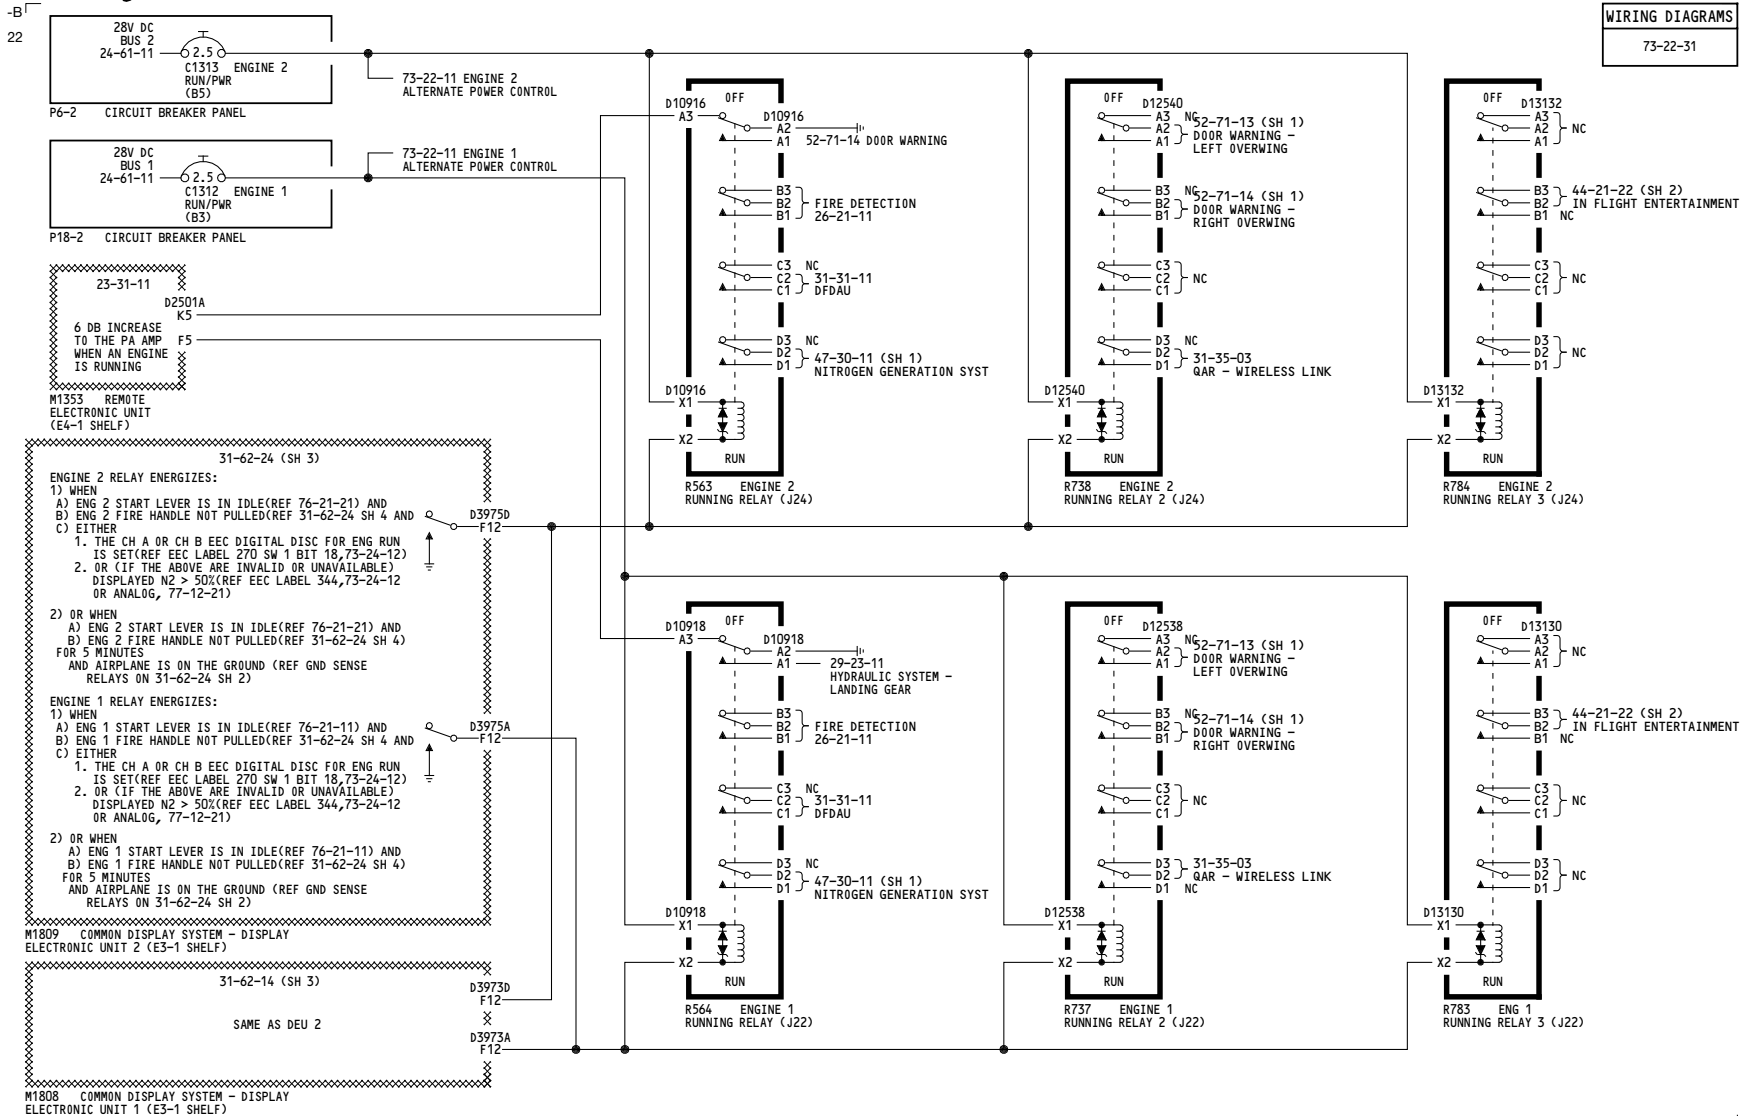 -B
22
WIRING DIAGRAMS
73-22-31
28V DC
BUS 2
24-61-11
2.5
C1313 ENGINE 2
RUN/PWR
(B5)
P6-2 CIRCUIT BREAKER PANEL
73-22-11 ENGINE 2
ALTERNATE POWER CONTROL
28V DC
BUS 1
24-61-11
2.5
C1312 ENGINE 1
RUN/PWR
(B3)
P18-2 CIRCUIT BREAKER PANEL
73-22-11 ENGINE 1
ALTERNATE POWER CONTROL
23-31-11
D2501A
K5
6 DB INCREASE
TO THE PA AMP F5
WHEN AN ENGINE
IS RUNNING
M1353 REMOTE
ELECTRONIC UNIT
(E4-1 SHELF)
31-62-24 (SH 3)
ENGINE 2 RELAY ENERGIZES:
1) WHEN
A) ENG 2 START LEVER IS IN IDLE(REF 76-21-21) AND
B) ENG 2 FIRE HANDLE NOT PULLED(REF 31-62-24 SH 4 AND
C) EITHER
1. THE CH A OR CH B EEC DIGITAL DISC FOR ENG RUN
IS SET(REF EEC LABEL 270 SW 1 BIT 18,73-24-12)
2. OR (IF THE ABOVE ARE INVALID OR UNAVAILABLE)
DISPLAYED N2 > 50%(REF EEC LABEL 344,73-24-12
OR ANALOG, 77-12-21)
2) OR WHEN
A) ENG 2 START LEVER IS IN IDLE(REF 76-21-21) AND
B) ENG 2 FIRE HANDLE NOT PULLED(REF 31-62-24 SH 4)
FOR 5 MINUTES
AND AIRPLANE IS ON THE GROUND (REF GND SENSE
RELAYS ON 31-62-24 SH 2)
D3975D
F12
ENGINE 1 RELAY ENERGIZES:
1) WHEN
A) ENG 1 START LEVER IS IN IDLE(REF 76-21-11) AND
B) ENG 1 FIRE HANDLE NOT PULLED(REF 31-62-24 SH 4 AND
C) EITHER
1. THE CH A OR CH B EEC DIGITAL DISC FOR ENG RUN
IS SET(REF EEC LABEL 270 SW 1 BIT 18,73-24-12)
2. OR (IF THE ABOVE ARE INVALID OR UNAVAILABLE)
DISPLAYED N2 > 50%(REF EEC LABEL 344,73-24-12
OR ANALOG, 77-12-21)
2) OR WHEN
A) ENG 1 START LEVER IS IN IDLE(REF 76-21-11) AND
B) ENG 1 FIRE HANDLE NOT PULLED(REF 31-62-24 SH 4)
FOR 5 MINUTES
AND AIRPLANE IS ON THE GROUND (REF GND SENSE
RELAYS ON 31-62-24 SH 2)
D3975A
F12
M1809 COMMON DISPLAY SYSTEM - DISPLAY
ELECTRONIC UNIT 2 (E3-1 SHELF)
31-62-14 (SH 3)
D3973D
F12
SAME AS DEU 2
D3973A
F12
M1808 COMMON DISPLAY SYSTEM - DISPLAY
ELECTRONIC UNIT 1 (E3-1 SHELF)
OFF
D10916
A3
D10916
A2
A1
52-71-14 DOOR WARNING
B3
B2 FIRE DETECTION
B1 26-21-11
C3 NC
C2 31-31-11
C1 DFDAU
D3 NC
D2 47-30-11 (SH 1)
D1 NITROGEN GENERATION SYST
D10916
X1
X2
RUN
R563 ENGINE 2
RUNNING RELAY (J24)
OFF
D12540
A3 NC
A2 52-71-13 (SH 1)
A1 DOOR WARNING -
LEFT OVERWING
B3 NC
B2 52-71-14 (SH 1)
B1 DOOR WARNING -
RIGHT OVERWING
C3
C2 NC
C1
D3 NC
D2 31-35-03
D1 QAR - WIRELESS LINK
D12540
X1
X2
RUN
R738 ENGINE 2
RUNNING RELAY 2 (J24)
OFF
D13132
A3
A2 NC
A1
B3 44-21-22 (SH 2)
B2 IN FLIGHT ENTERTAINMENT
B1 NC
C3
C2 NC
C1
D3
D2 NC
D1
D13132
X1
X2
RUN
R784 ENGINE 2
RUNNING RELAY 3 (J24)
OFF
D10918
A3
D10918
A2
A1 29-23-11
HYDRAULIC SYSTEM -
LANDING GEAR
B3
B2 FIRE DETECTION
B1 26-21-11
C3 NC
C2 31-31-11
C1 DFDAU
D3 NC
D2 47-30-11 (SH 1)
D1 NITROGEN GENERATION SYST
D10918
X1
X2
RUN
R564 ENGINE 1
RUNNING RELAY (J22)
OFF
D12538
A3 NC
A2 52-71-13 (SH 1)
A1 DOOR WARNING -
LEFT OVERWING
B3 NC
B2 52-71-14 (SH 1)
B1 DOOR WARNING -
RIGHT OVERWING
C3
C2 NC
C1
D3 31-35-03
D2 QAR - WIRELESS LINK
D1 NC
D12538
X1
X2
RUN
R737 ENGINE 1
RUNNING RELAY 2 (J22)
OFF
D13130
A3
A2 NC
A1
B3 44-21-22 (SH 2)
B2 IN FLIGHT ENTERTAINMENT
B1 NC
C3
C2 NC
C1
D3
D2 NC
D1
D13130
X1
X2
RUN
R783 ENG 1
RUNNING RELAY 3 (J22)